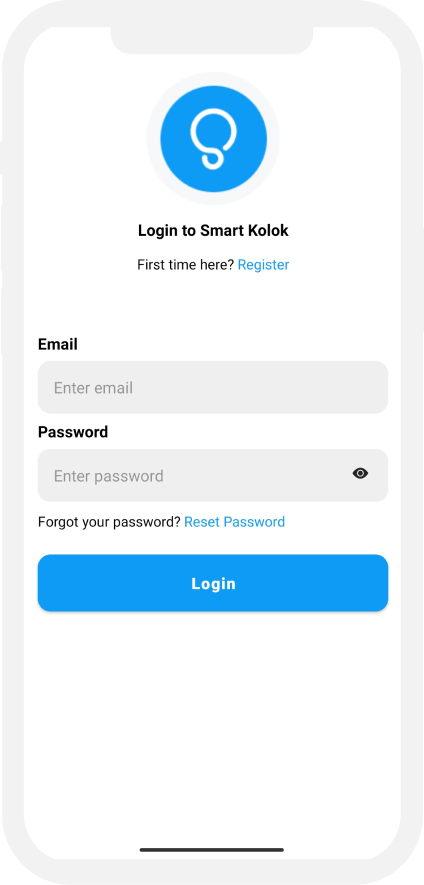 Login to Smart Kolok
First time here? Register
Email
Enter email
Password
Enter password
Forgot your password? Reset Password
Login